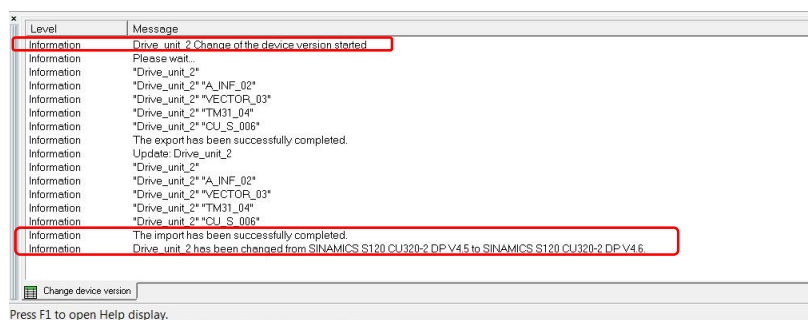 Level Message
Information Drive_unit_2 Change of the device version started
Information Please wait...
Information "Drive_unit_2"
Information "Drive_unit_2" "A_INF_02"
Information "Drive_unit_2" "VECTOR_03"
Information "Drive_unit_2" "TM31_04"
Information "Drive_unit_2" "CU_S_006"
Information The export has been successfully completed.
Information Update: Drive_unit_2
Information "Drive_unit_2"
Information "Drive_unit_2" "A_INF_02"
Information "Drive_unit_2" "VECTOR_03"
Information "Drive_unit_2" "TM31_04"
Information "Drive_unit_2" "CU_S_006"
Information The import has been successfully completed.
Information Drive_unit_2 has been changed from SINAMICS S120 CU320-2 DP V4.5 to SINAMICS S120 CU320-2 DP V4.6.
Change device version
Press F1 to open Help display.